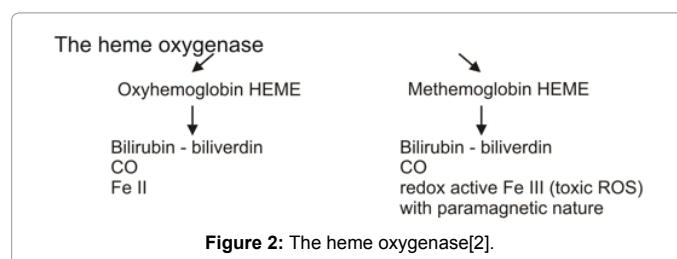 The heme oxygenase
Oxyhemoglobin HEME
Bilirubin - biliverdin
CO
Fe II
Methemoglobin HEME
Bilirubin - biliverdin
CO
redox active Fe III (toxic ROS)
with paramagnetic nature
Figure 2: The heme oxygenase[2].